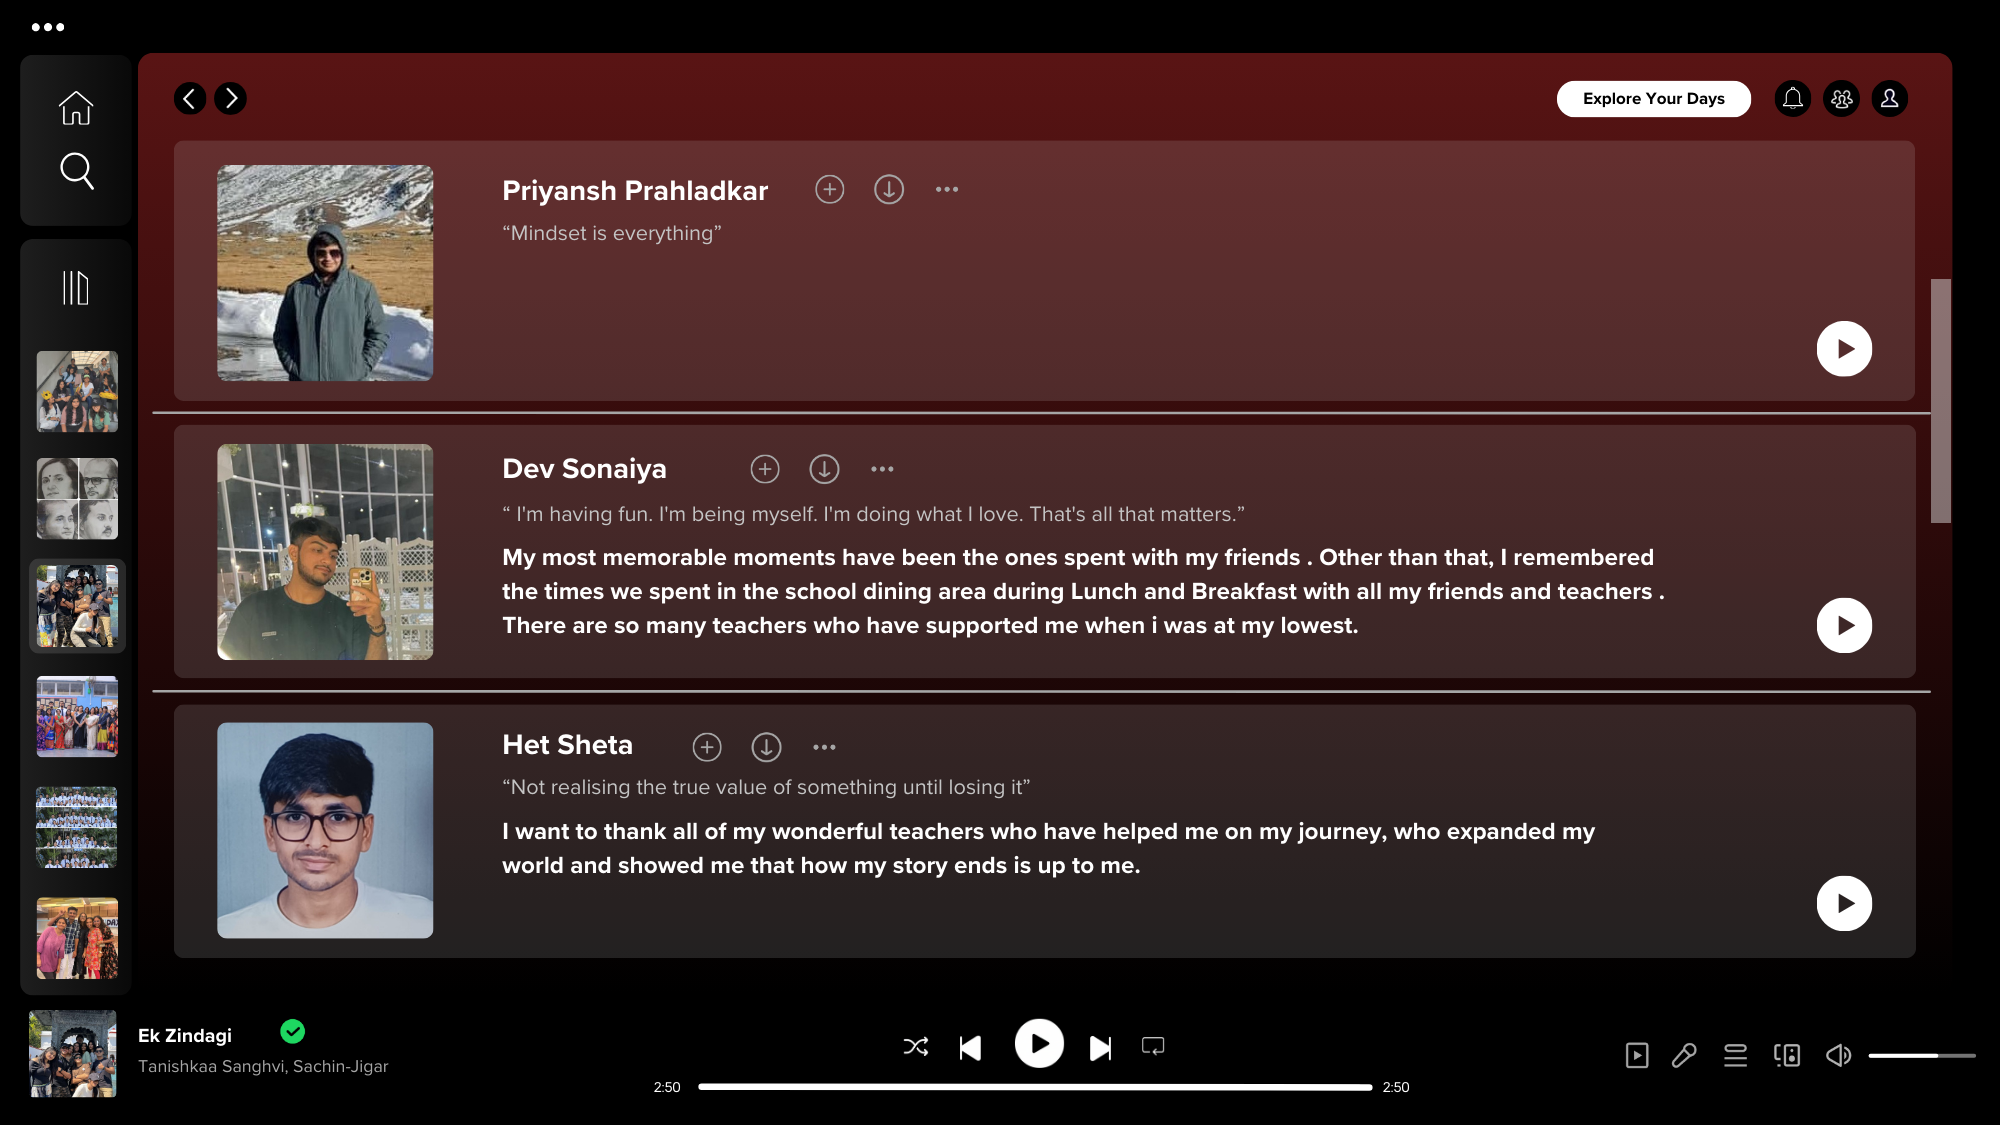 Explore Your Days
Priyansh Prahladkar
“Mindset is everything”
Dev Sonaiya
“ I'm having fun. I'm being myself. I'm doing what I love. That's all that matters.”
My most memorable moments have been the ones spent with my friends . Other than that, I remembered
the times we spent in the school dining area during Lunch and Breakfast with all my friends and teachers .
There are so many teachers who have supported me when i was at my lowest.
Het Sheta
“Not realising the true value of something until losing it”
I want to thank all of my wonderful teachers who have helped me on my journey, who expanded my
world and showed me that how my story ends is up to me.
Ek Zindagi
Tanishkaa Sanghvi, Sachin-Jigar
2:50
2:50